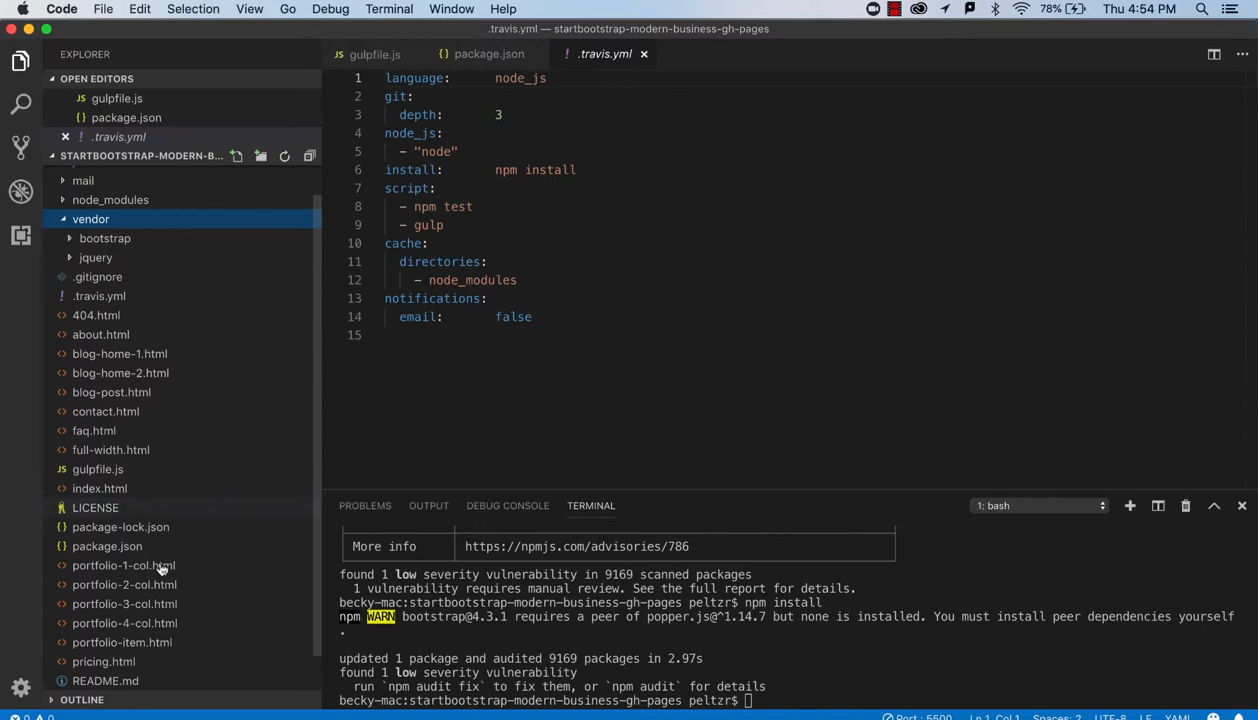 Code File Edit Selection View Go Debug Terminal Window Help 78% Thu 4:54 PM
.travis.yml — startbootstrap-modern-business-gh-pages
EXPLORER
OPEN EDITORS
JS gulpfile.js
{} package.json
! .travis.yml
STARTBOOTSTRAP-MODERN-B...
mail
node_modules
vendor
bootstrap
jquery
.gitignore
! .travis.yml
<> 404.html
<> about.html
<> blog-home-1.html
<> blog-home-2.html
<> blog-post.html
<> contact.html
<> faq.html
<> full-width.html
JS gulpfile.js
<> index.html
LICENSE
{} package-lock.json
{} package.json
<> portfolio-1-col.html
<> portfolio-2-col.html
<> portfolio-3-col.html
<> portfolio-4-col.html
<> portfolio-item.html
<> pricing.html
README.md
OUTLINE
JS gulpfile.js {} package.json ! .travis.yml
1 language: node_js
2 git:
3 depth: 3
4 node_js:
5 - "node"
6 install: npm install
7 script:
8 - npm test
9 - gulp
10 cache:
11 directories:
12 - node_modules
13 notifications:
14 email: false
15
PROBLEMS OUTPUT DEBUG CONSOLE TERMINAL 1: bash
More info https://npmjs.com/advisories/786
found 1 low severity vulnerability in 9169 scanned packages
1 vulnerability requires manual review. See the full report for details.
becky-mac:startbootstrap-modern-business-gh-pages peltzr$ npm install
npm WARN bootstrap@4.3.1 requires a peer of popper.js@^1.14.7 but none is installed. You must install peer dependencies yourself
.
updated 1 package and audited 9169 packages in 2.97s
found 1 low severity vulnerability
run `npm audit fix` to fix them, or `npm audit` for details
becky-mac:startbootstrap-modern-business-gh-pages peltzr$
0 0 Port : 5500 Ln 1, Col 1 Spaces: 2 UTF-8 LF YAML